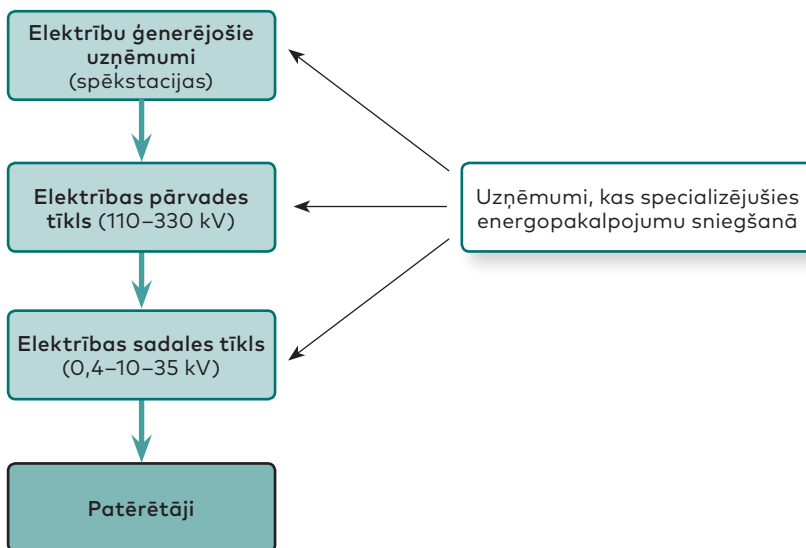 Elektrību ģenerējošie
uzņēmumi
(spēkstacijas)
Elektrības pārvades
tīkls (110–330 kV)
Uzņēmumi, kas specializējušies
energopakalpojumu sniegšanā
Elektrības sadales tīkls
(0,4–10–35 kV)
Patērētāji